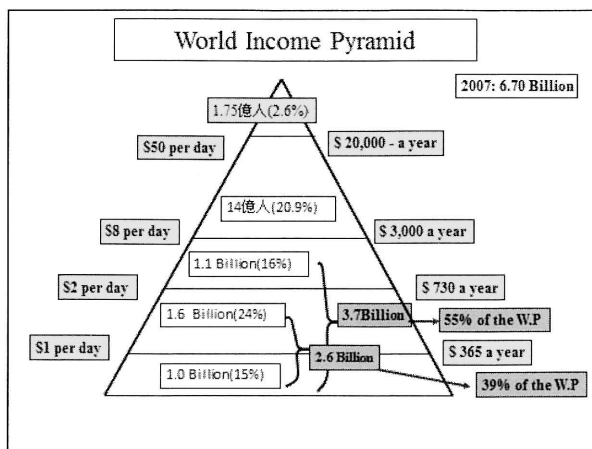 World Income Pyramid
2007: 6.70 Billion
1.75億人(2.6%)
$50 per day
$ 20,000 - a year
14億人(20.9%)
$8 per day
$ 3,000 a year
1.1 Billion(16%)
$2 per day
$ 730 a year
1.6 Billion(24%)
3.7Billion
55% of the W.P
$1 per day
2.6 Billion
$ 365 a year
1.0 Billion(15%)
39% of the W.P